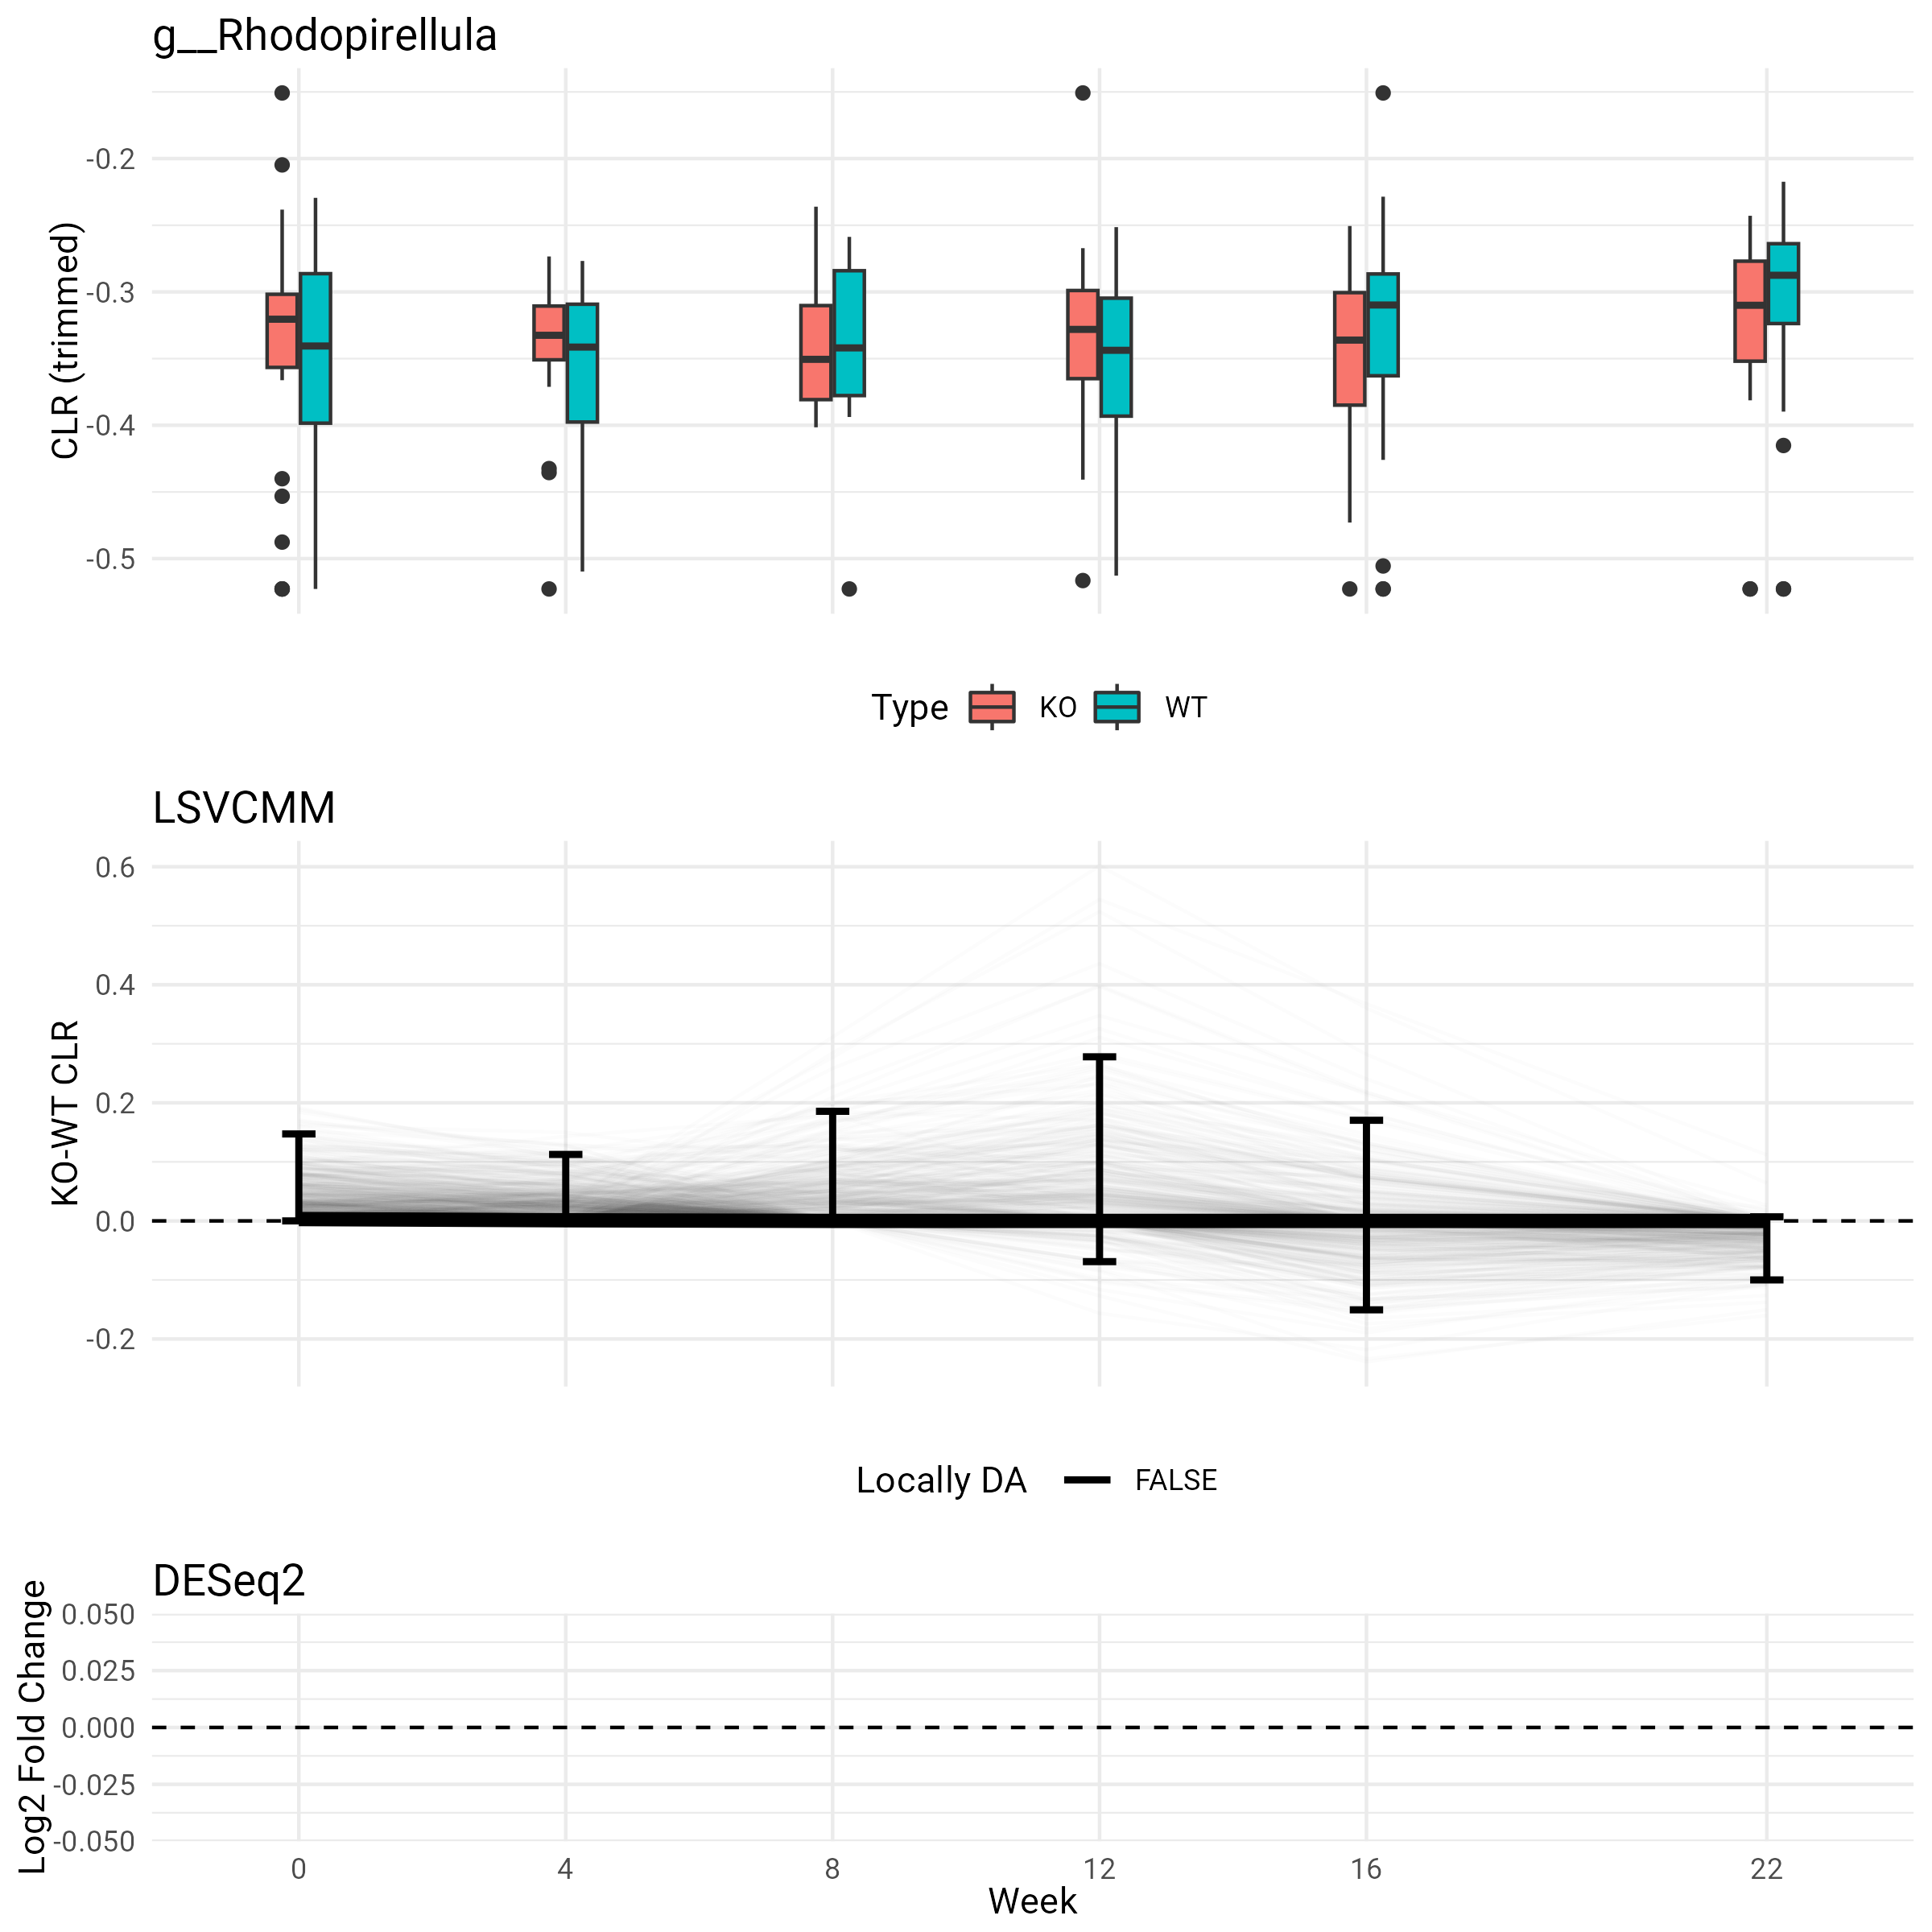 g__Rhodopirellula
CLR (trimmed)
-0.2
-0.3
-0.4
-0.5
Type KO WT
LSVCMM
KO-WT CLR
0.6
0.4
0.2
0.0
-0.2
Locally DA FALSE
DESeq2
Log2 Fold Change
0.050
0.025
0.000
-0.025
-0.050
0 4 8 12 16 22
Week